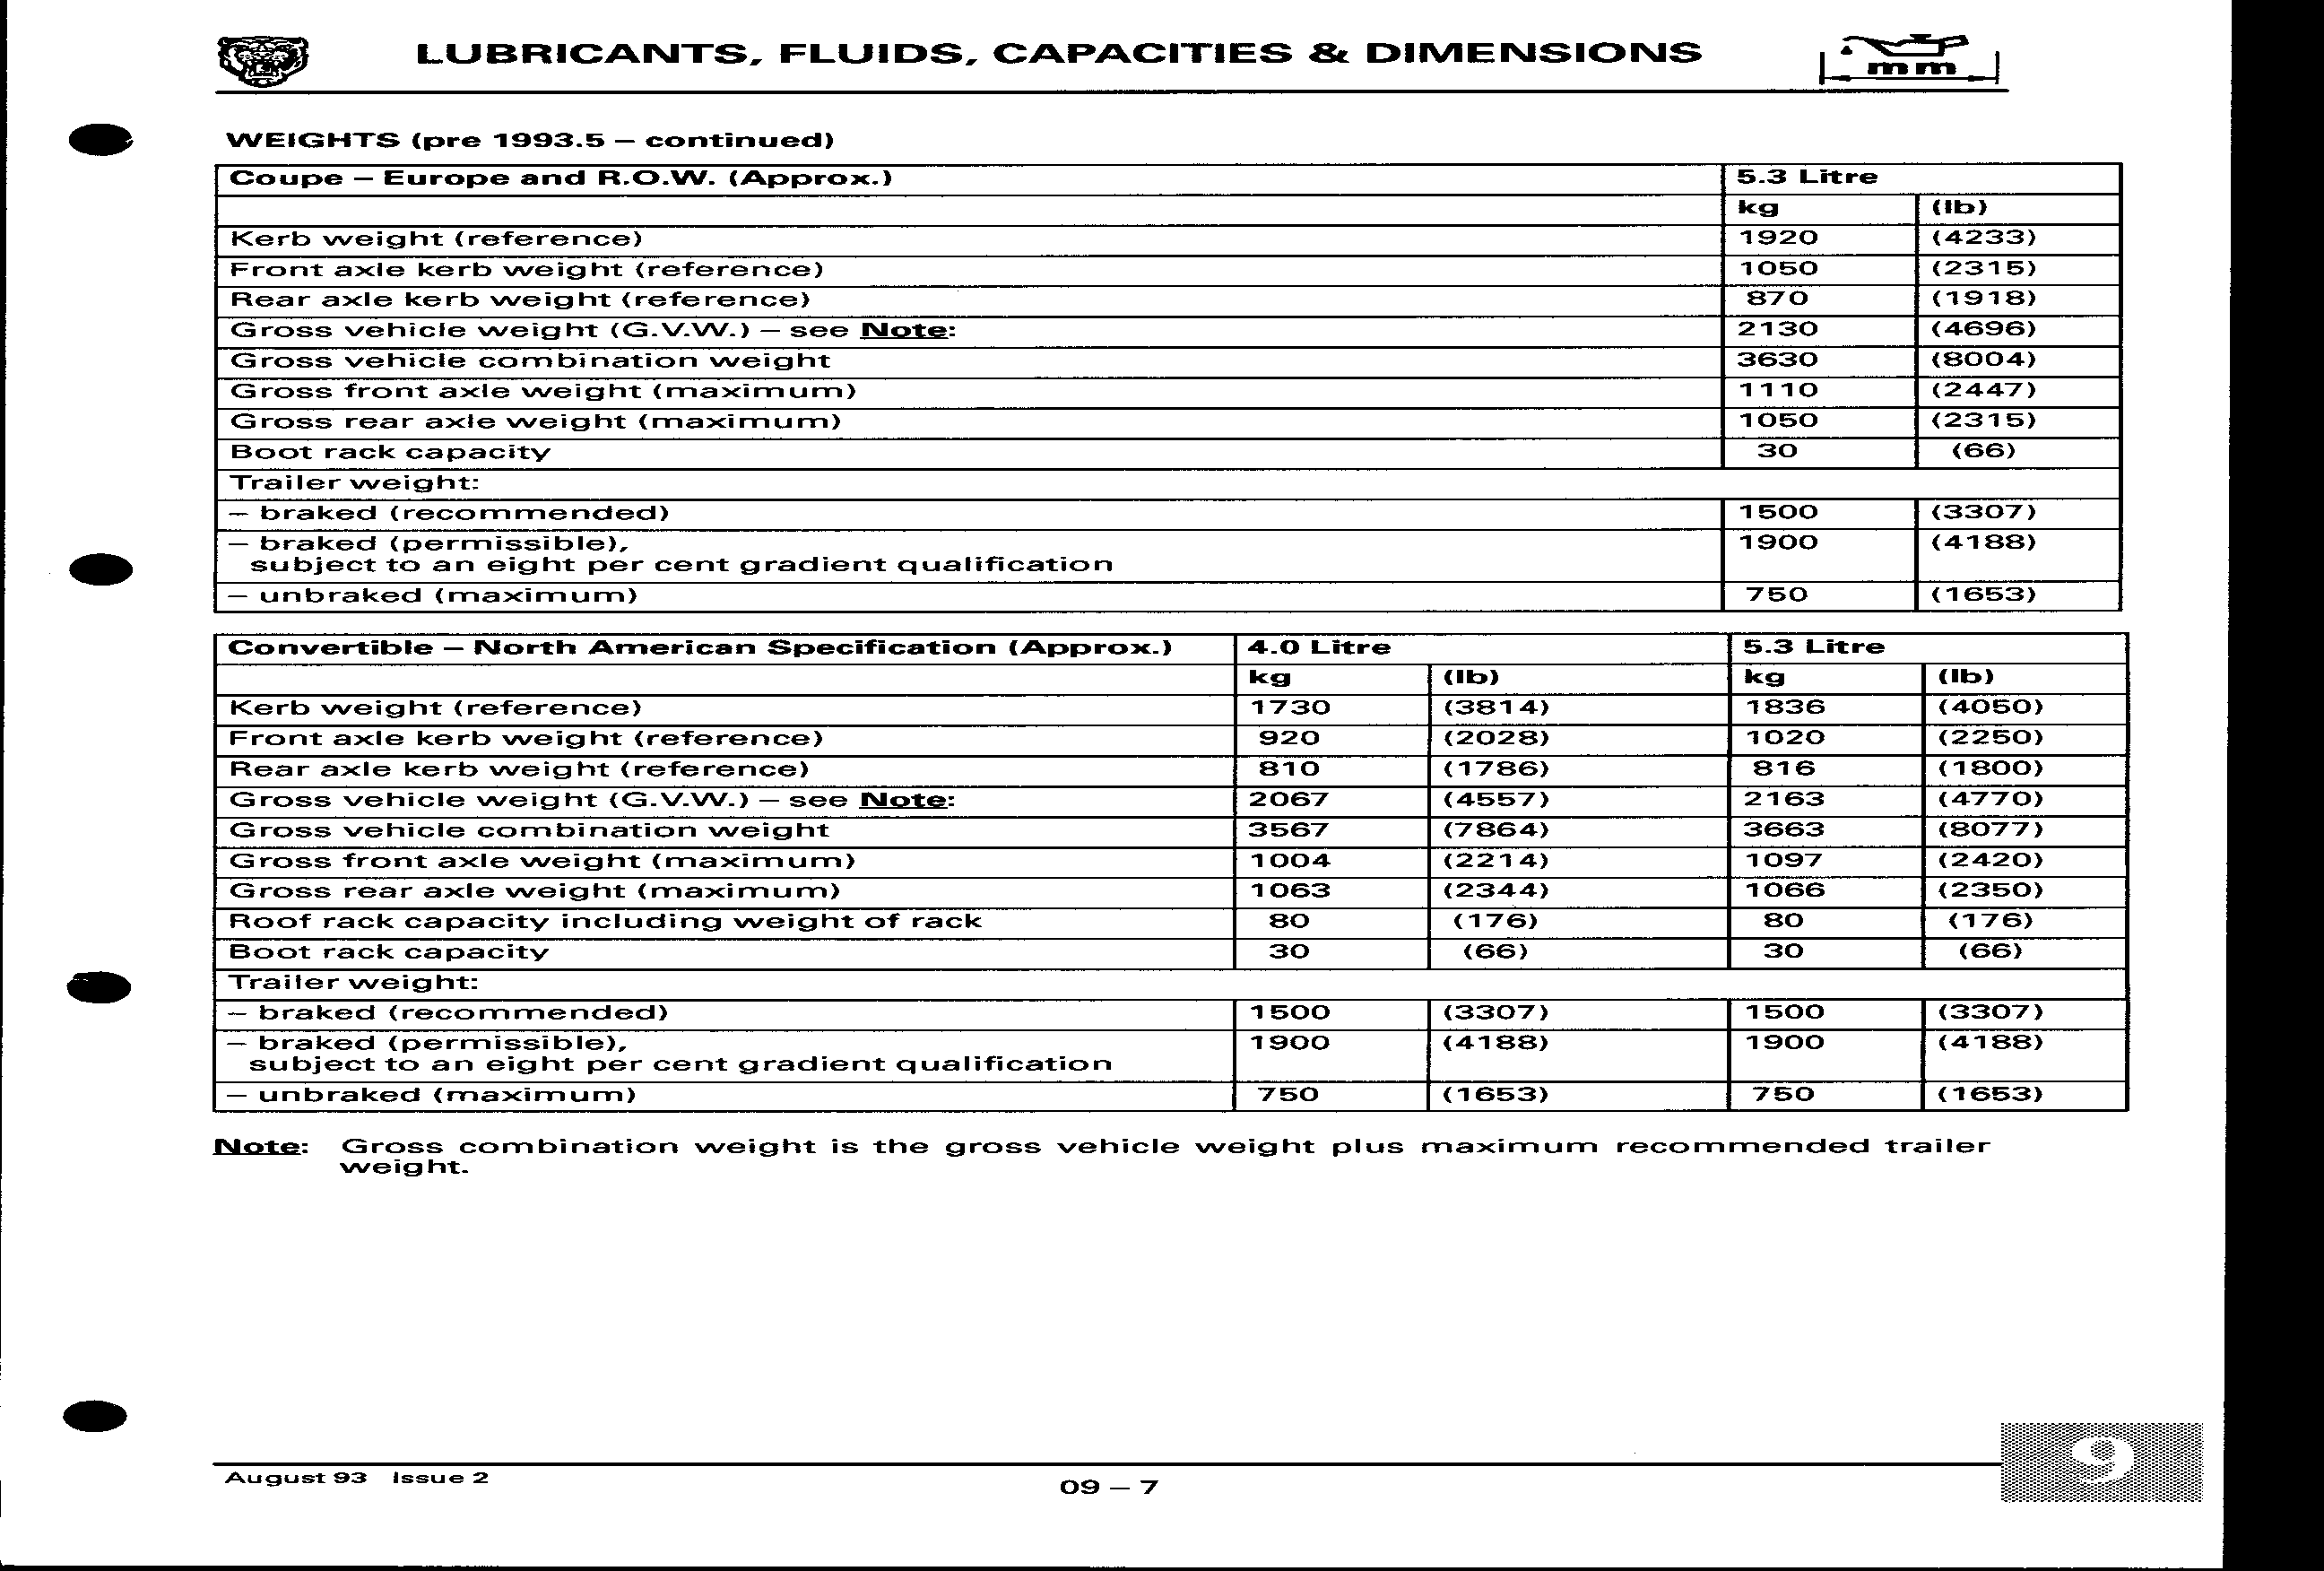 LUBRICANTS, FLUIDS, CAPACITIES & DIMENSIONS
mm
WEIGHTS (pre 1993.5 – continued)
Coupe – Europe and R.O.W. (Approx.) 5.3 Litre
kg (lb)
Kerb weight (reference) 1920 (4233)
Front axle kerb weight (reference) 1050 (2315)
Rear axle kerb weight (reference) 870 (1918)
Gross vehicle weight (G.V.W.) – see Note: 2130 (4696)
Gross vehicle combination weight 3630 (8004)
Gross front axle weight (maximum) 1110 (2447)
Gross rear axle weight (maximum) 1050 (2315)
Boot rack capacity 30 (66)
Trailer weight:
– braked (recommended) 1500 (3307)
– braked (permissible), 1900 (4188)
subject to an eight per cent gradient qualification
– unbraked (maximum) 750 (1653)
Convertible – North American Specification (Approx.) 4.0 Litre 5.3 Litre
kg (lb) kg (lb)
Kerb weight (reference) 1730 (3814) 1836 (4050)
Front axle kerb weight (reference) 920 (2028) 1020 (2250)
Rear axle kerb weight (reference) 810 (1786) 816 (1800)
Gross vehicle weight (G.V.W.) – see Note: 2067 (4557) 2163 (4770)
Gross vehicle combination weight 3567 (7864) 3663 (8077)
Gross front axle weight (maximum) 1004 (2214) 1097 (2420)
Gross rear axle weight (maximum) 1063 (2344) 1066 (2350)
Roof rack capacity including weight of rack 80 (176) 80 (176)
Boot rack capacity 30 (66) 30 (66)
Trailer weight:
– braked (recommended) 1500 (3307) 1500 (3307)
– braked (permissible), 1900 (4188) 1900 (4188)
subject to an eight per cent gradient qualification
– unbraked (maximum) 750 (1653) 750 (1653)
Note: Gross combination weight is the gross vehicle weight plus maximum recommended trailer
weight.
August 93 Issue 2
09 – 7
9